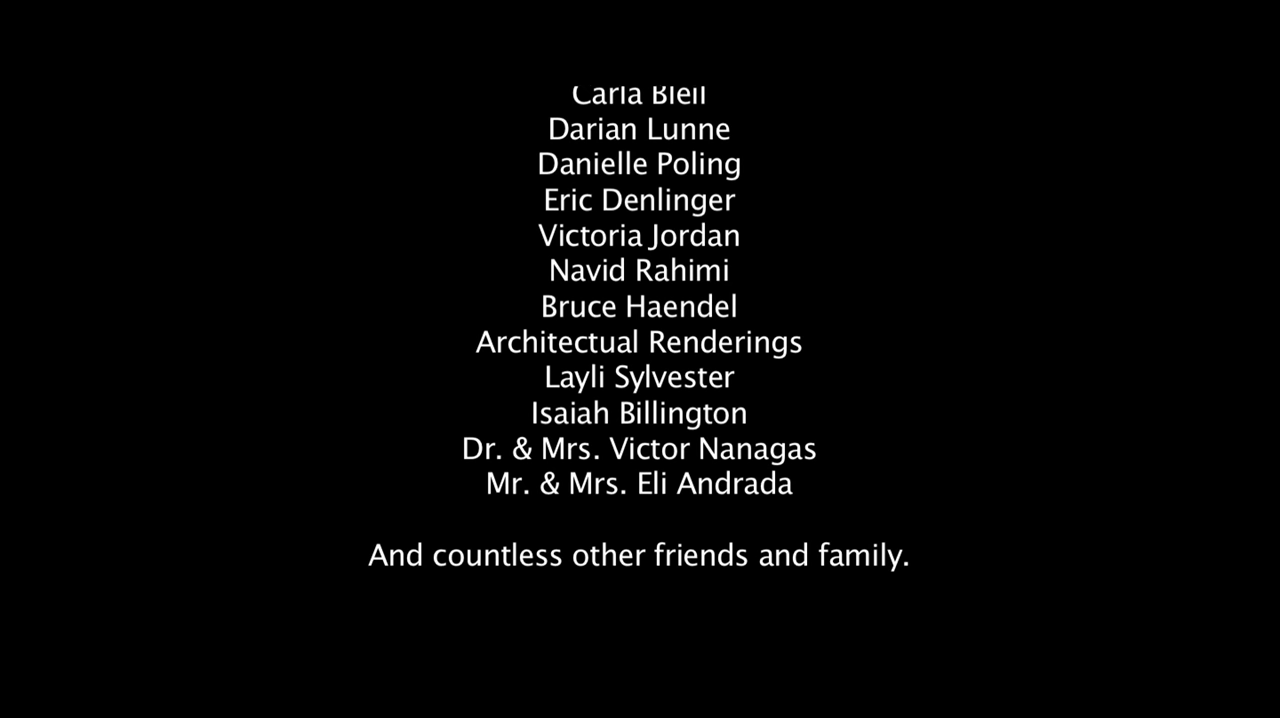 Carla
Darian Lunne
Danielle Poling
Eric Denlinger
Victoria Jordan
Navid Rahimi
Bruce Haendel
Architectual Renderings
Layli Sylvester
Isaiah Billington
Dr. & Mrs. Victor Nanagas
Mr. & Mrs. Eli Andrada
And countless other friends and family.